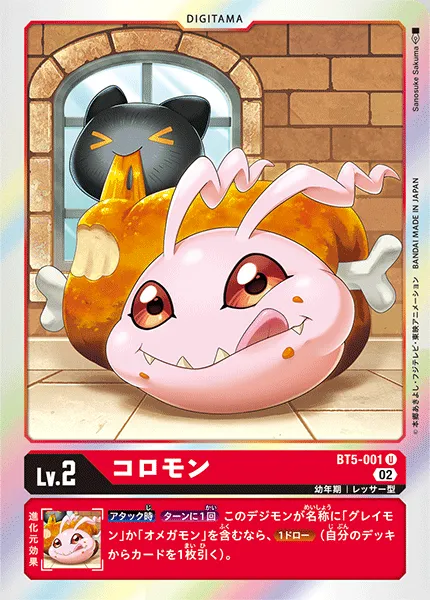 DIGITAMA
Sanosuke Sakuma
© 本郷あきよし・フジテレビ・東映アニメーション BANDAI MADE IN JAPAN
BT5-001 U
Lv.2 コロモン
02
幼年期 | レッサー型
進化元効果
アタック時 ターンに1回 このデジモンが名称に「グレイモ
ン」か「オメガモン」を含むなら、1ドロー（自分のデッキ
からカードを1枚引く）。